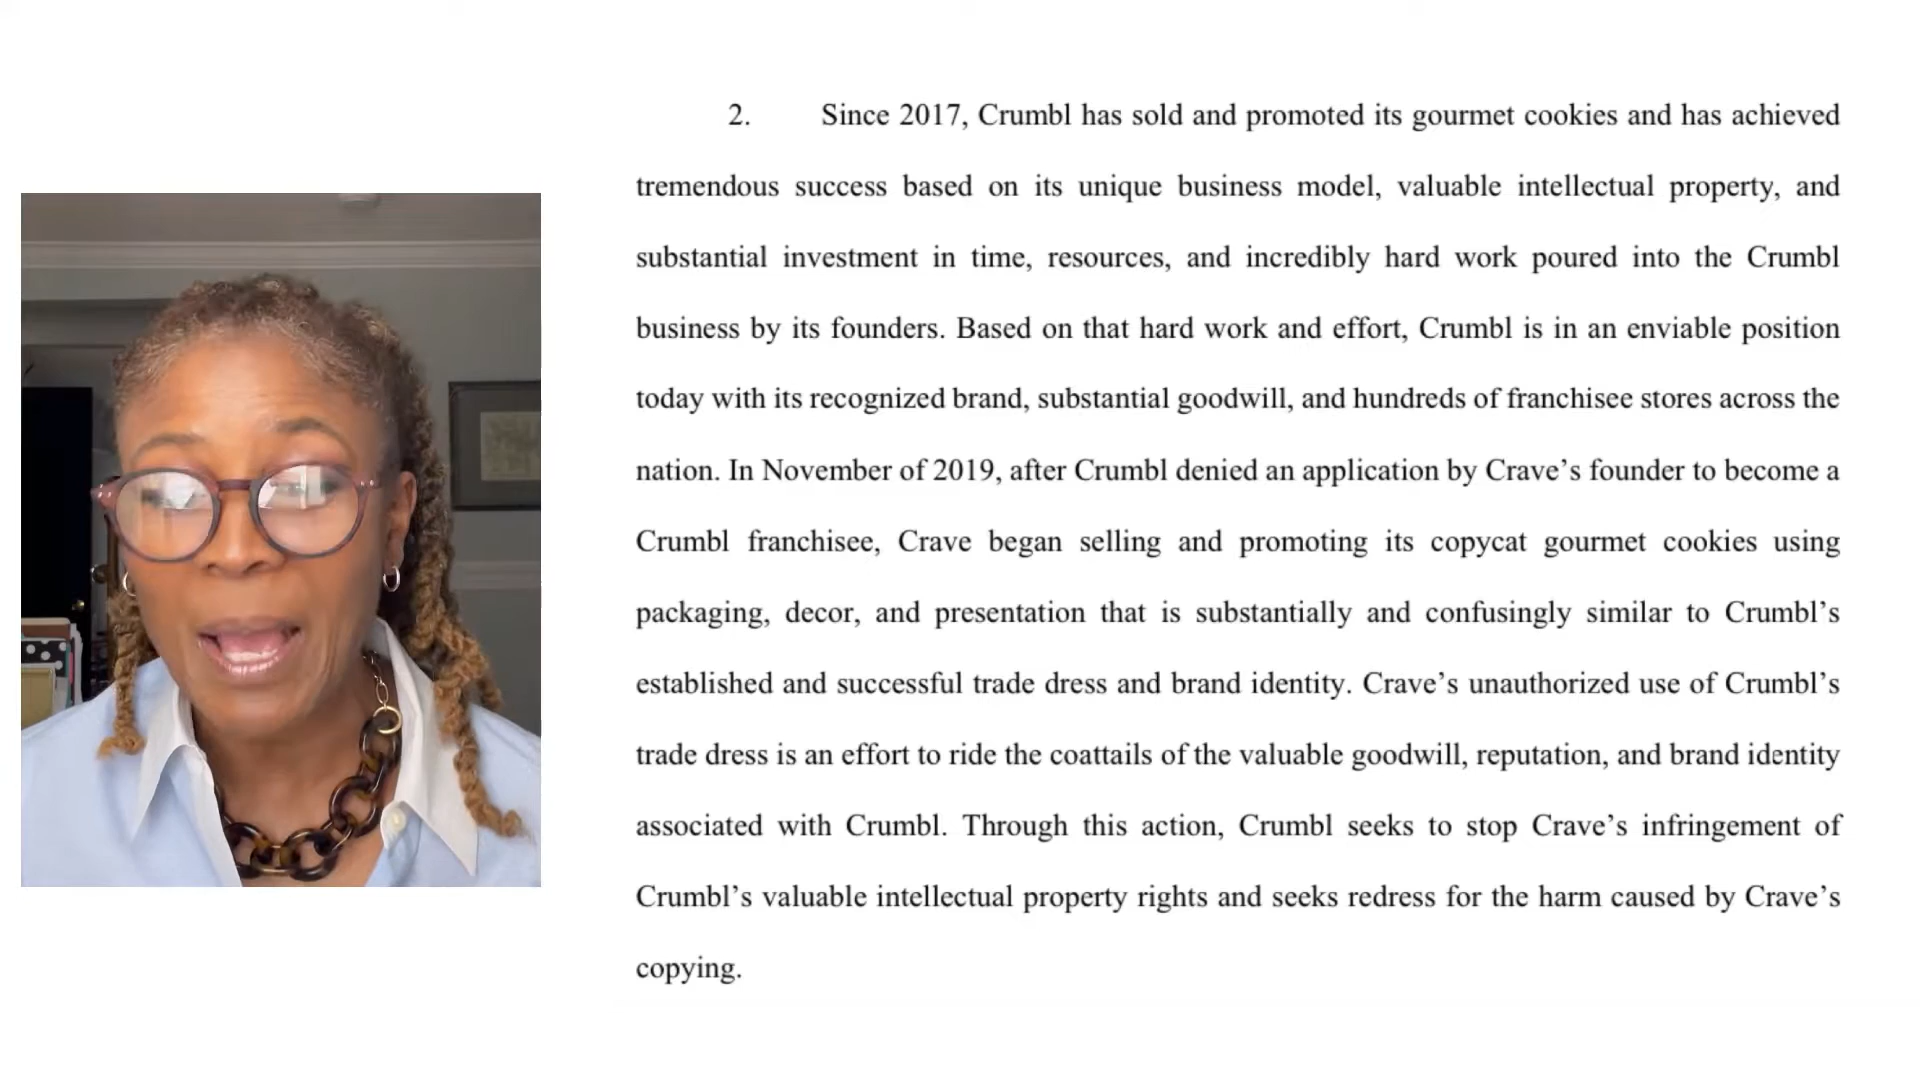 2. Since 2017, Crumbl has sold and promoted its gourmet cookies and has achieved
tremendous success based on its unique business model, valuable intellectual property, and
substantial investment in time, resources, and incredibly hard work poured into the Crumbl
business by its founders. Based on that hard work and effort, Crumbl is in an enviable position
today with its recognized brand, substantial goodwill, and hundreds of franchisee stores across the
nation. In November of 2019, after Crumbl denied an application by Crave’s founder to become a
Crumbl franchisee, Crave began selling and promoting its copycat gourmet cookies using
packaging, decor, and presentation that is substantially and confusingly similar to Crumbl’s
established and successful trade dress and brand identity. Crave’s unauthorized use of Crumbl’s
trade dress is an effort to ride the coattails of the valuable goodwill, reputation, and brand identity
associated with Crumbl. Through this action, Crumbl seeks to stop Crave’s infringement of
Crumbl’s valuable intellectual property rights and seeks redress for the harm caused by Crave’s
copying.